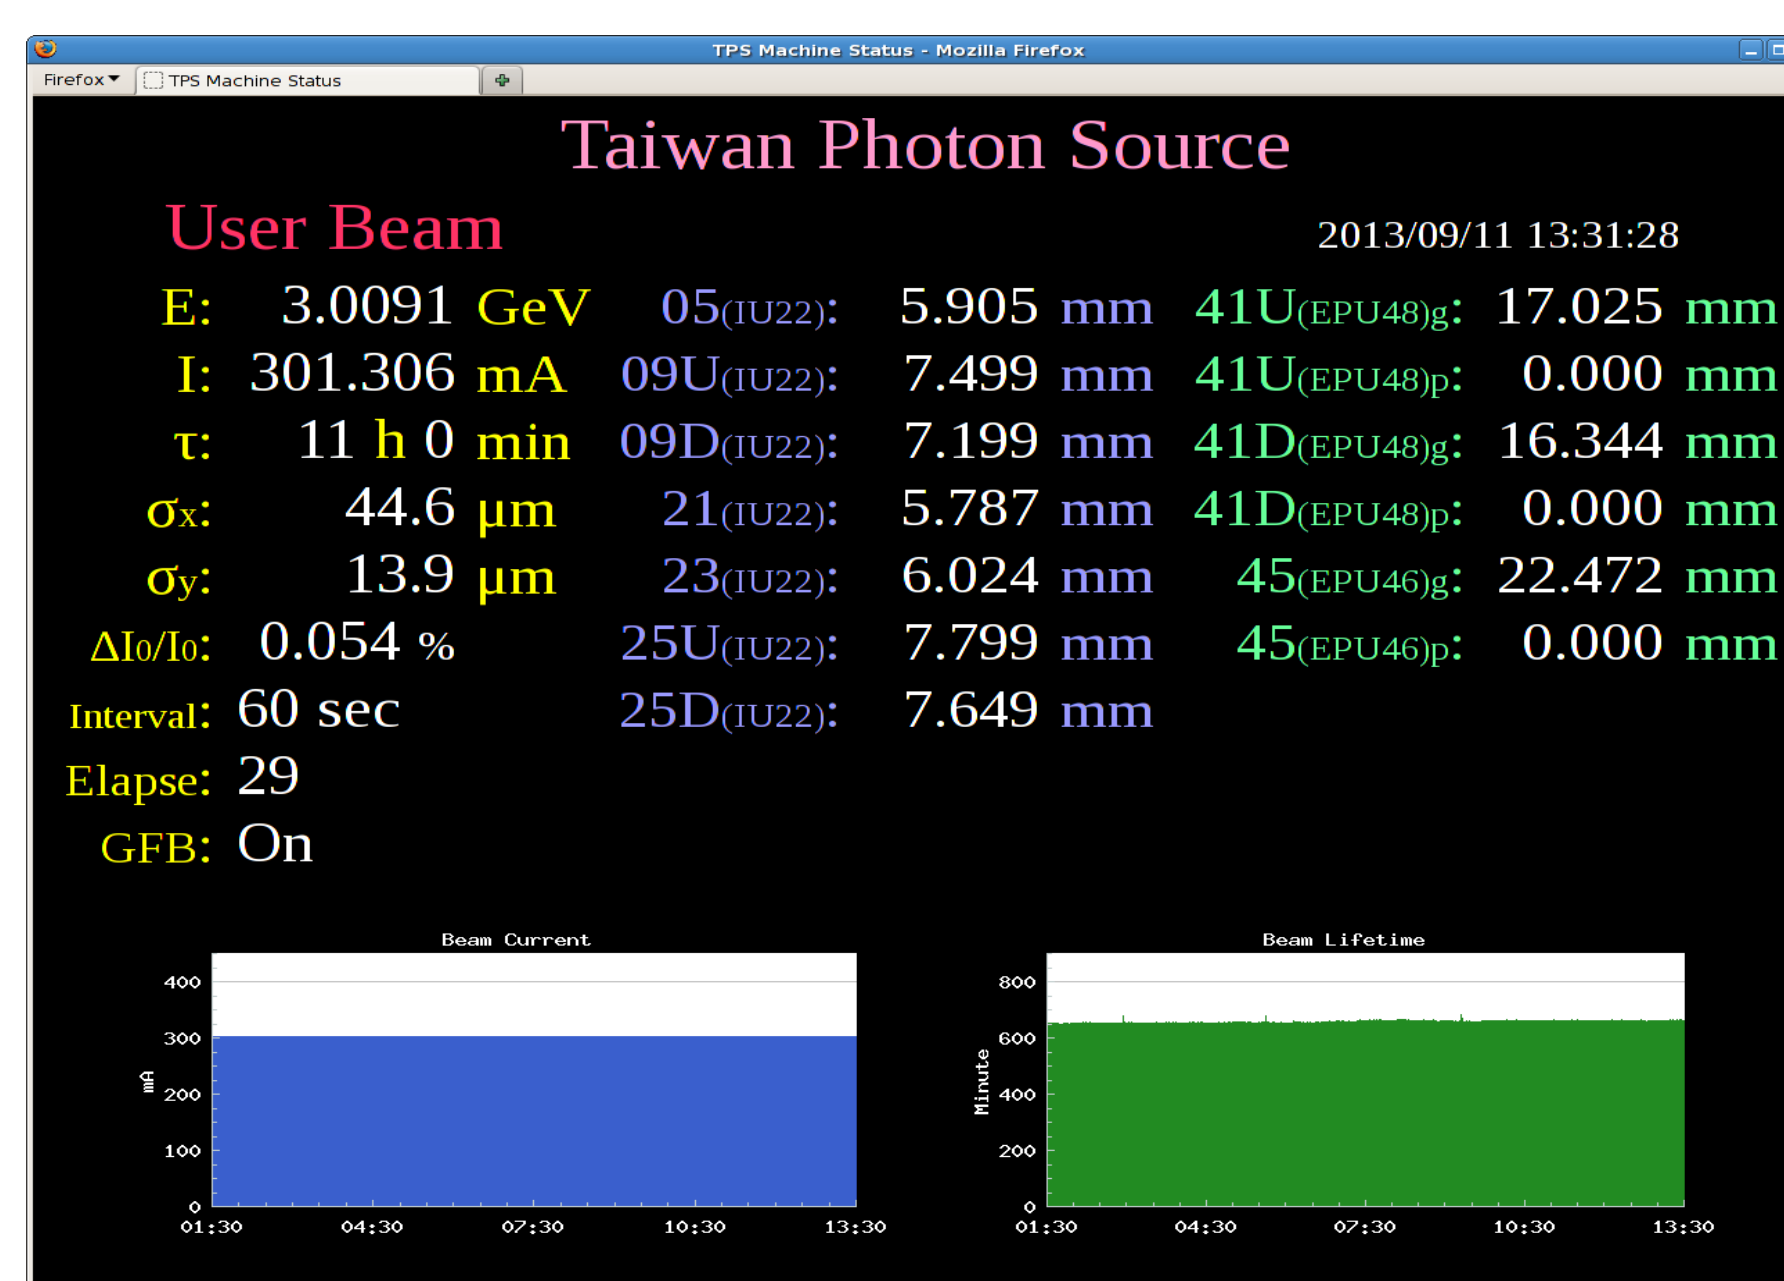 TPS Machine Status - Mozilla Firefox
Firefox TPS Machine Status
Taiwan Photon Source
User Beam 2013/09/11 13:31:28
E: 3.0091 GeV 05(IU22): 5.905 mm 41U(EPU48)g: 17.025 mm
I: 301.306 mA 09U(IU22): 7.499 mm 41U(EPU48)p: 0.000 mm
τ: 11 h 0 min 09D(IU22): 7.199 mm 41D(EPU48)g: 16.344 mm
σx: 44.6 μm 21(IU22): 5.787 mm 41D(EPU48)p: 0.000 mm
σy: 13.9 μm 23(IU22): 6.024 mm 45(EPU46)g: 22.472 mm
ΔI0/I0: 0.054 % 25U(IU22): 7.799 mm 45(EPU46)p: 0.000 mm
Interval: 60 sec 25D(IU22): 7.649 mm
Elapse: 29
GFB: On
Beam Current
400
300
200
100
0
mA
01:30 04:30 07:30 10:30 13:30
Beam Lifetime
800
600
400
200
0
Minute
01:30 04:30 07:30 10:30 13:30